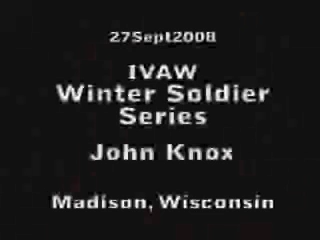 27Sept2008
IVAW
Winter Soldier
Series
John Knox
Madison, Wisconsin